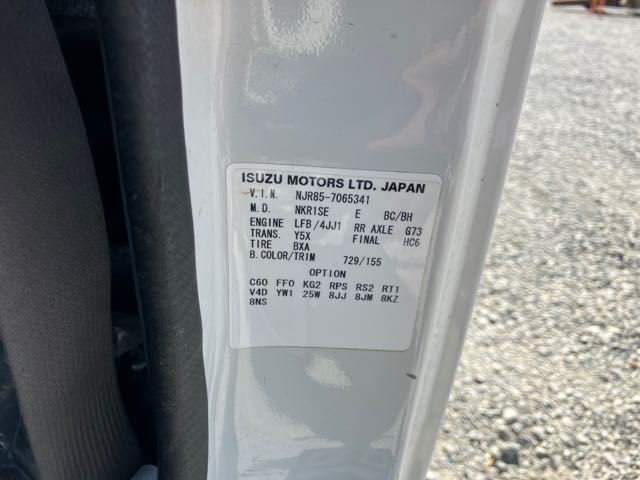 ISUZU MOTORS LTD. JAPAN
V.I.N. NJR85-7065341
M.D. NKR1SE E BC/BH
ENGINE LFB/4JJ1 RR AXLE G73
TRANS. Y5X FINAL HC6
TIRE BXA
B.COLOR/TRIM 729/155
OPTION
C60 FF0 KG2 RPS RS2 RT1
V4D YW1 25W 8JJ 8JM 8KZ
8NS